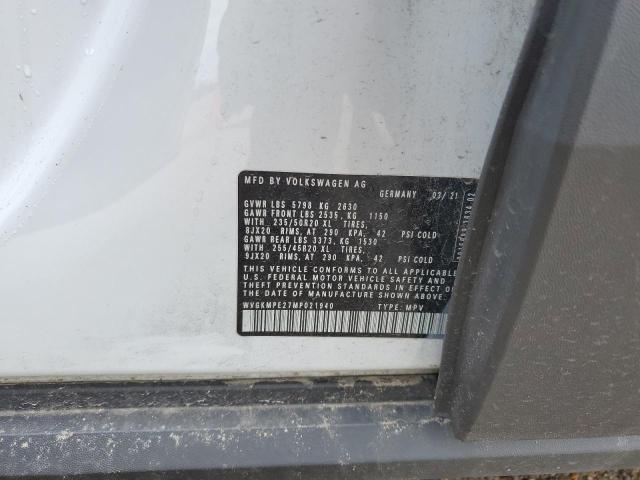 MFD BY VOLKSWAGEN AG
GERMANY 03/21
GVWR LBS 5798 KG 2630
GAWR FRONT LBS 2535, KG 1150
WITH 235/50R20 XL TIRES,
8JX20 RIMS, AT 290 KPA, 42 PSI COLD
GAWR REAR LBS 3373, KG 1530
WITH 255/45R20 XL TIRES,
9JX20 RIMS, AT 290 KPA, 42 PSI COLD
THIS VEHICLE CONFORMS TO ALL APPLICABLE
U.S. FEDERAL MOTOR VEHICLE SAFETY AND
THEFT PREVENTION STANDARDS IN EFFECT
ON THE DATE OF MANUFACTURE SHOWN ABOVE.
WVGKMPE27MP021940 TYPE: MPV